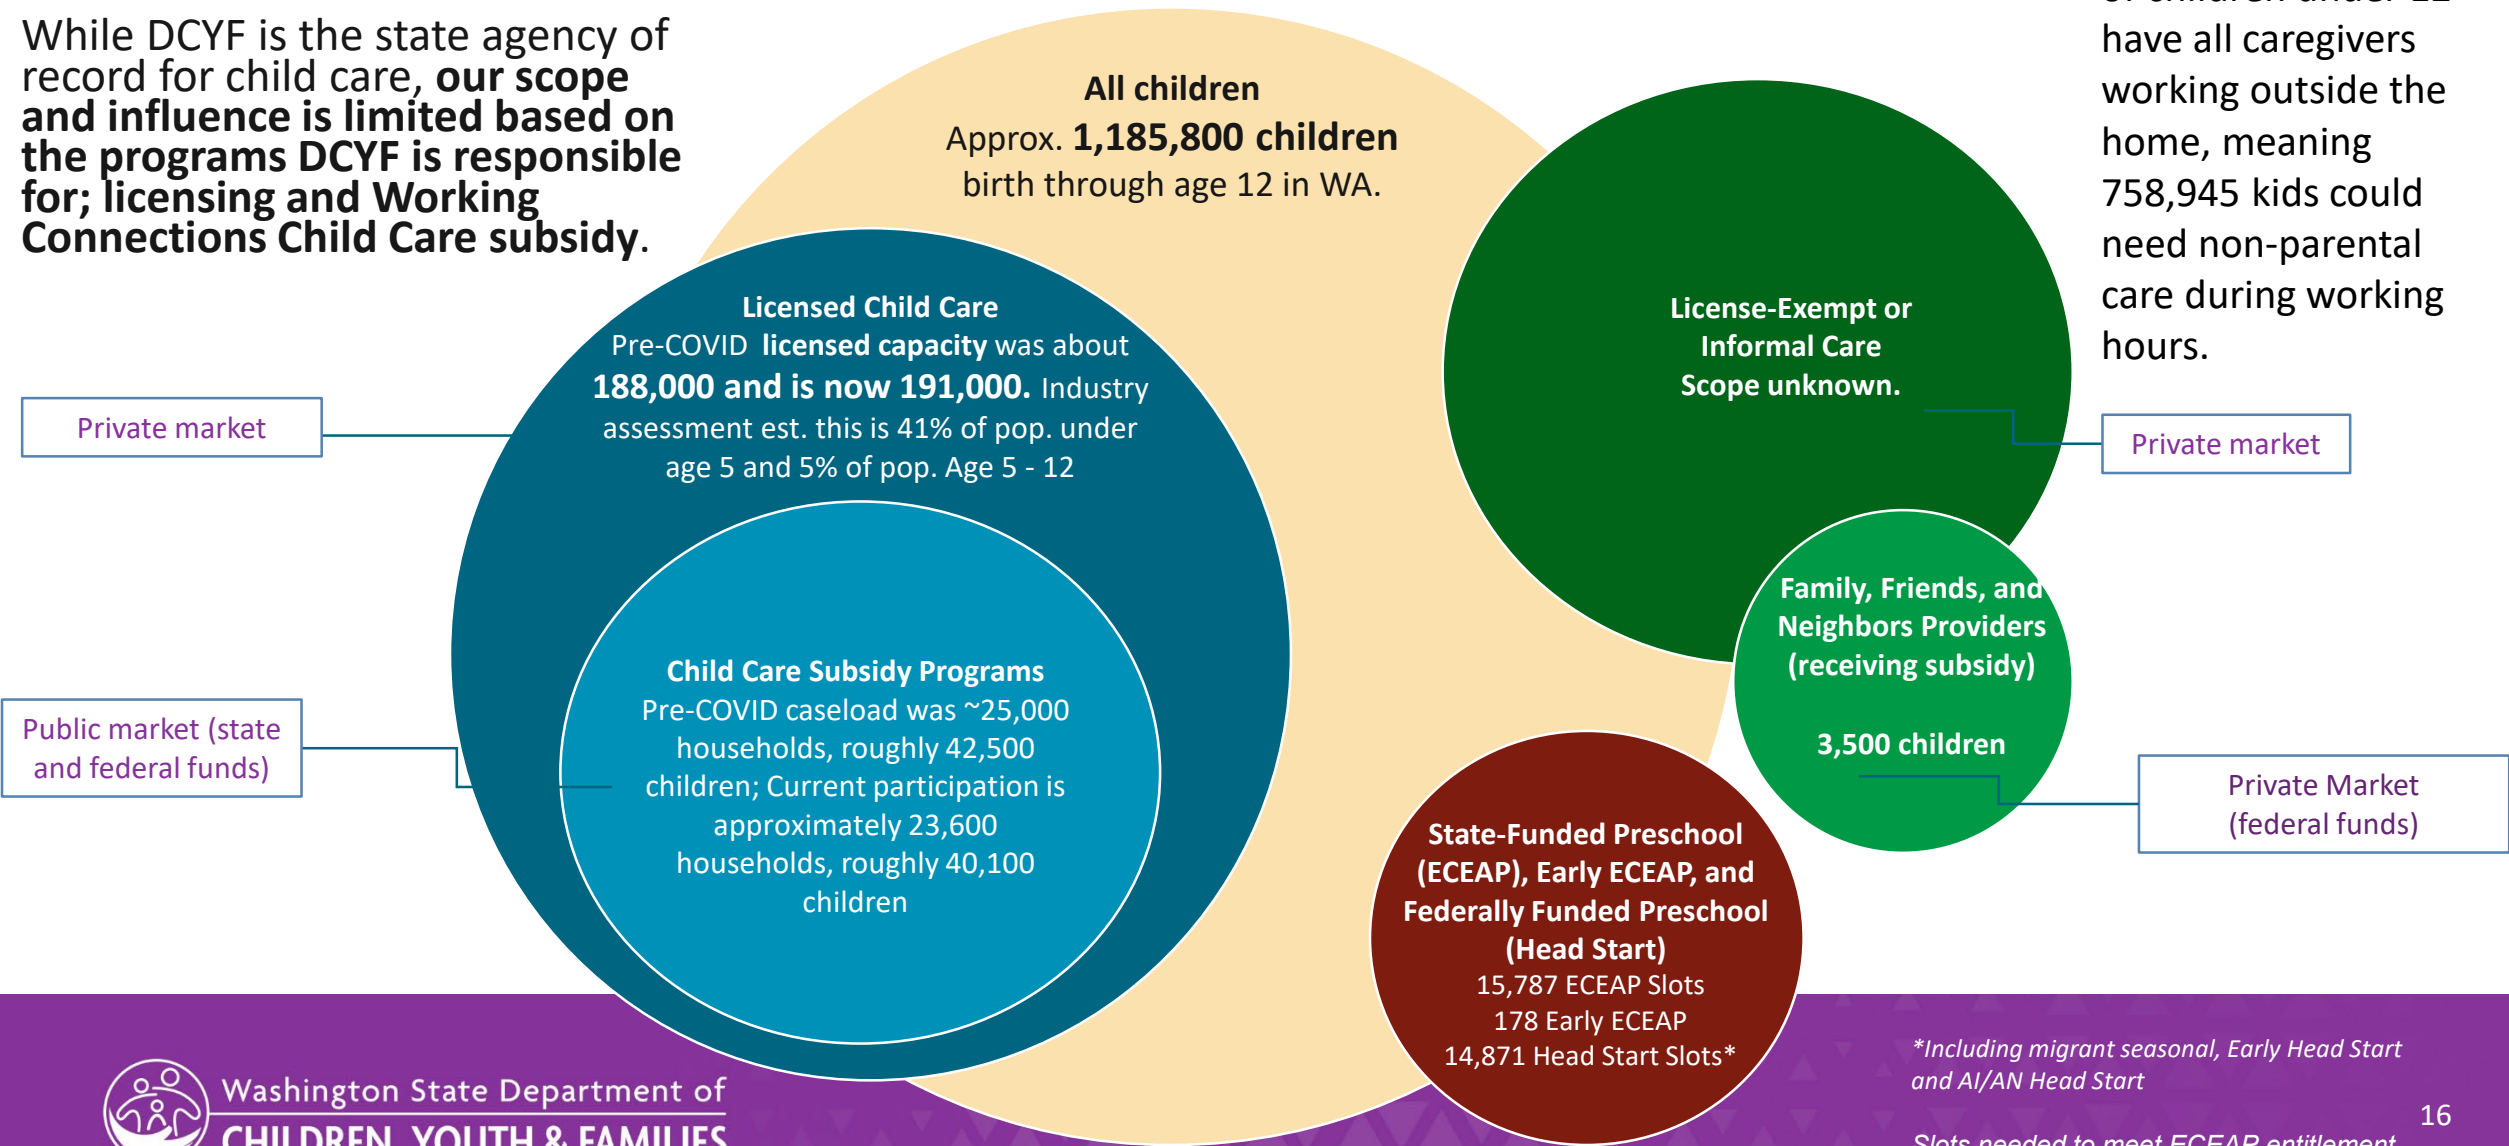 While DCYF is the state agency of
record for child care, our scope
and influence is limited based on
the programs DCYF is responsible
for; licensing and Working
Connections Child Care subsidy.
of children under 12
have all caregivers
working outside the
home, meaning
758,945 kids could
need non-parental
care during working
hours.
All children
Approx. 1,185,800 children
birth through age 12 in WA.
Licensed Child Care
Pre-COVID licensed capacity was about
188,000 and is now 191,000. Industry
assessment est. this is 41% of pop. under
age 5 and 5% of pop. Age 5 - 12
License-Exempt or
Informal Care
Scope unknown.
Private market
Private market
Child Care Subsidy Programs
Pre-COVID caseload was ~25,000
households, roughly 42,500
children; Current participation is
approximately 23,600
households, roughly 40,100
children
Public market (state
and federal funds)
Family, Friends, and
Neighbors Providers
(receiving subsidy)
3,500 children
Private Market
(federal funds)
State-Funded Preschool
(ECEAP), Early ECEAP, and
Federally Funded Preschool
(Head Start)
15,787 ECEAP Slots
178 Early ECEAP
14,871 Head Start Slots*
*Including migrant seasonal, Early Head Start
and AI/AN Head Start
Slots needed to meet ECEAP entitlement
16
Washington State Department of
CHILDREN, YOUTH & FAMILIES